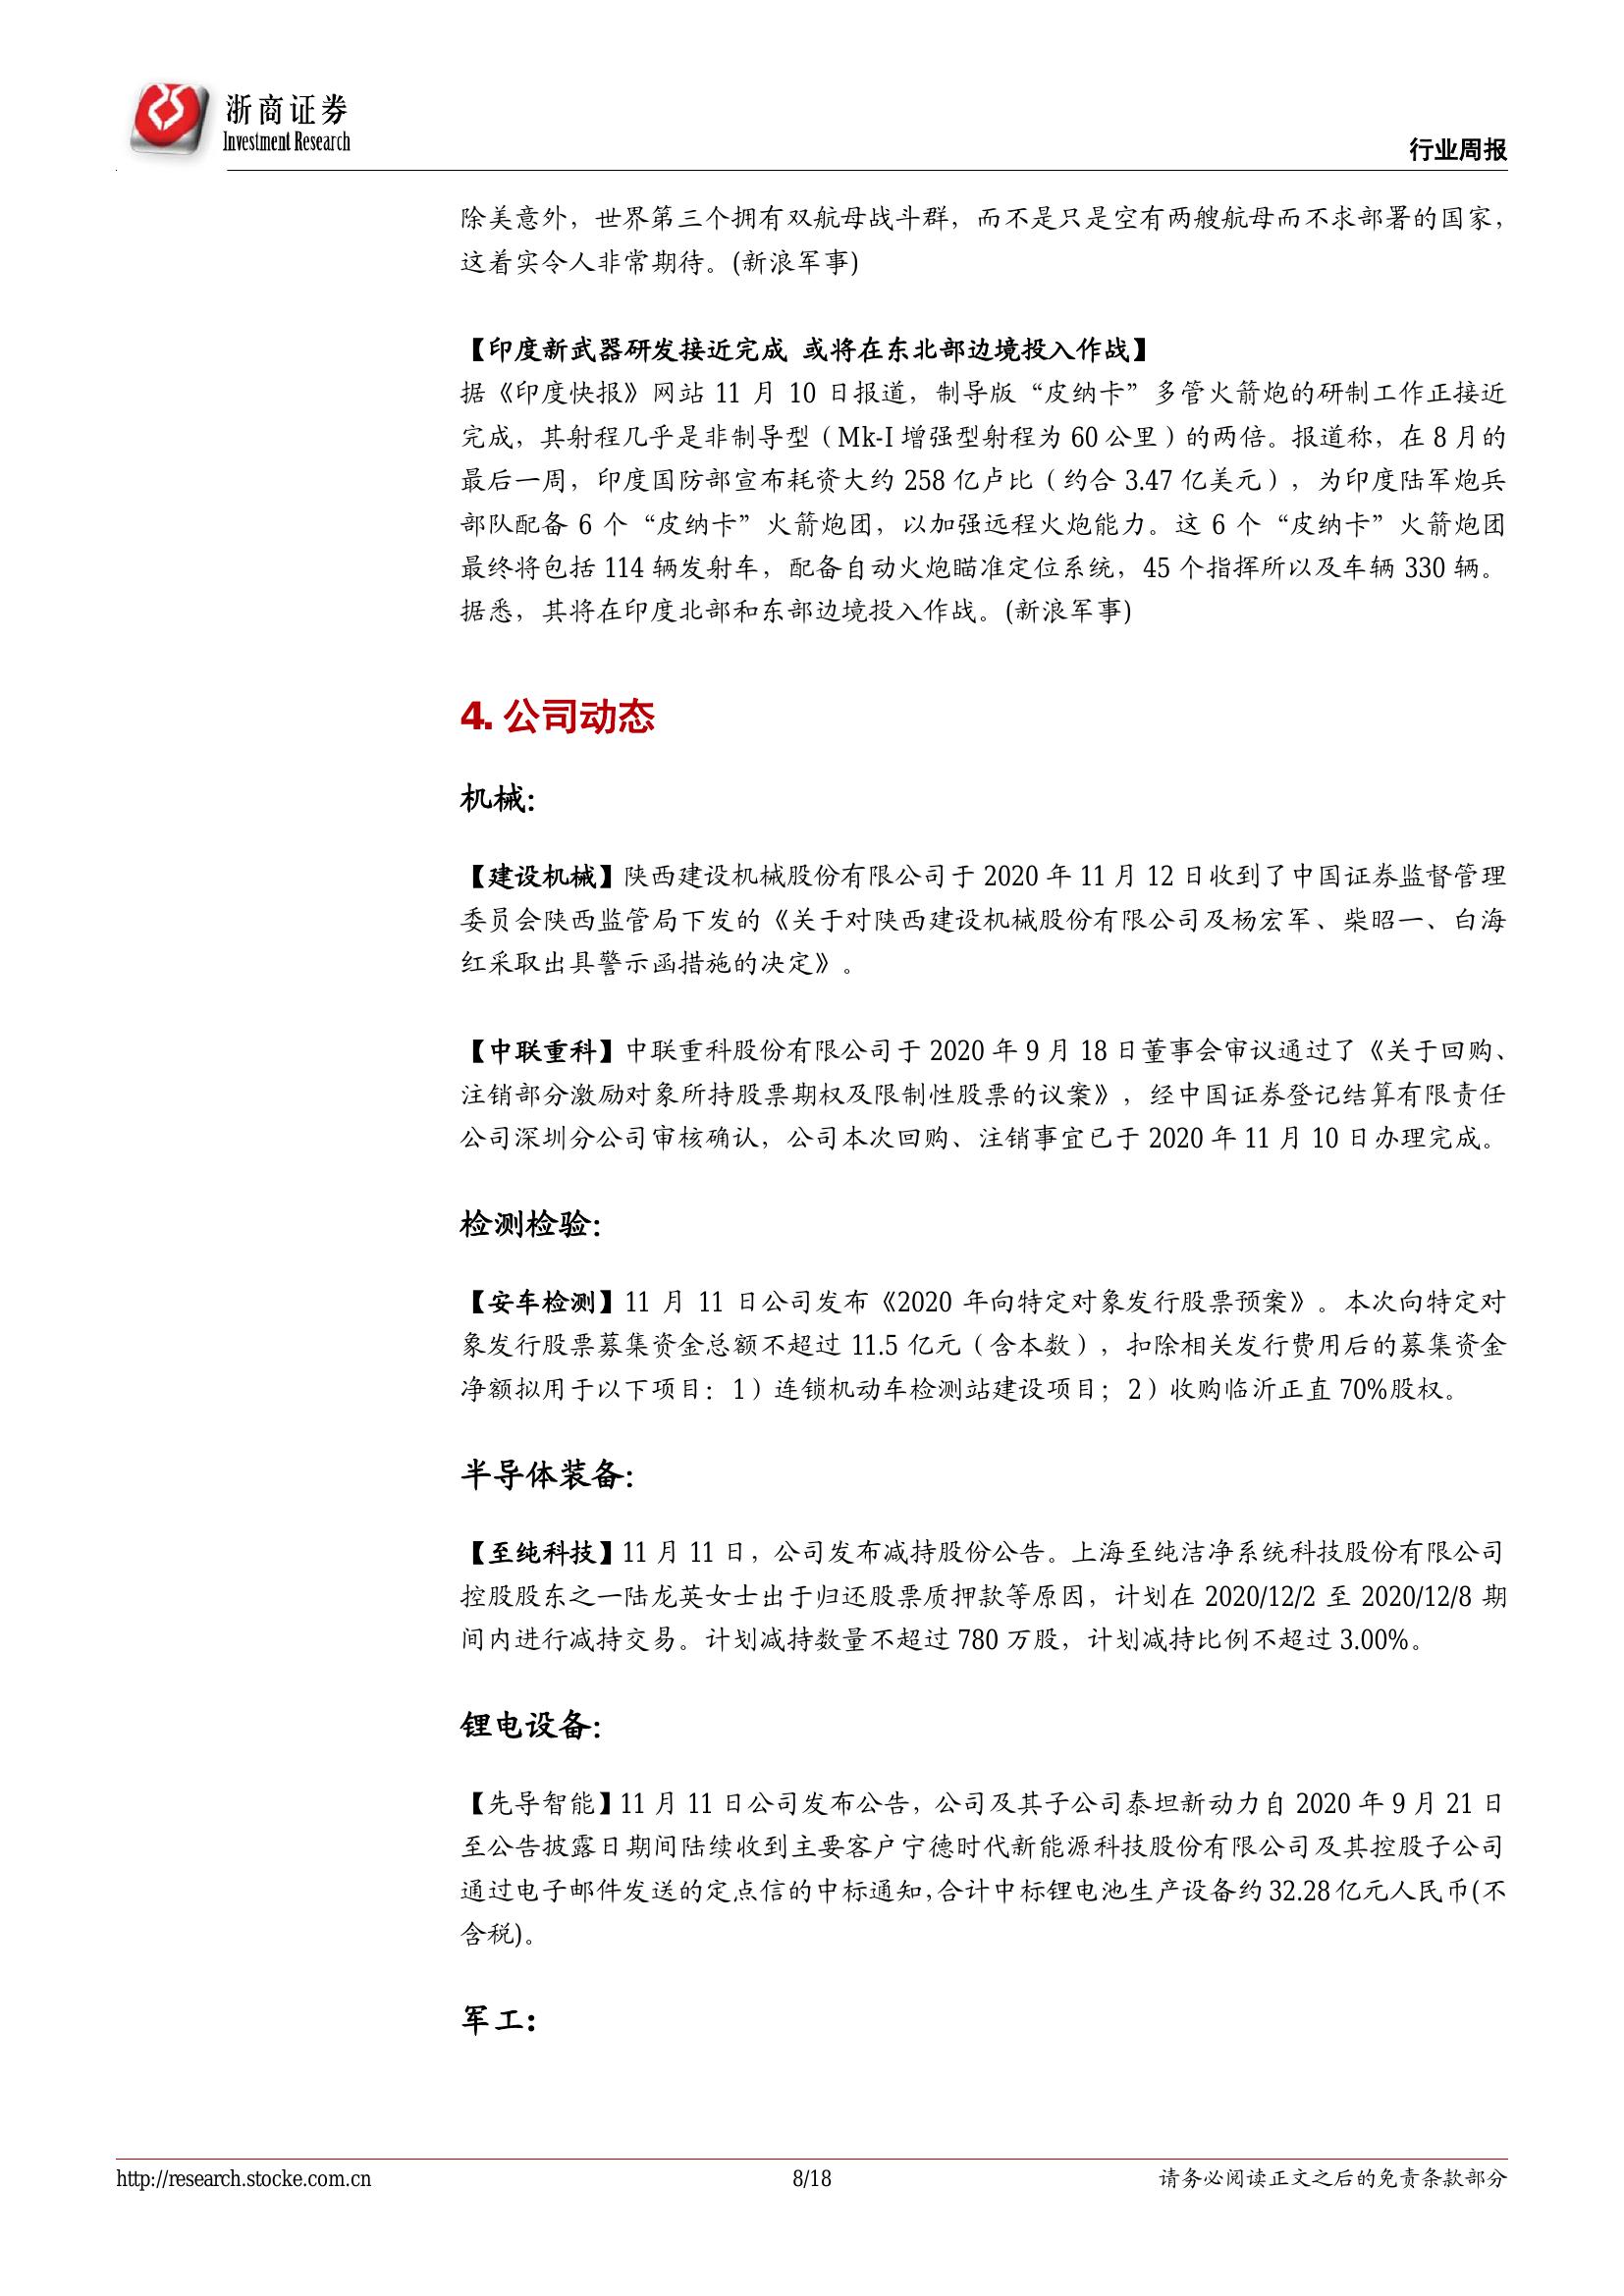 浙商证券
Investment Research
行业周报
除美意外，世界第三个拥有双航母战斗群，而不是只是空有两艘航母而不求部署的国家，
这着实令人非常期待。(新浪军事)
【印度新武器研发接近完成 或将在东北部边境投入作战】
据《印度快报》网站 11 月 10 日报道，制导版“皮纳卡”多管火箭炮的研制工作正接近
完成，其射程几乎是非制导型（Mk-I 增强型射程为 60 公里）的两倍。报道称，在 8 月的
最后一周，印度国防部宣布耗资大约 258 亿卢比（约合 3.47 亿美元），为印度陆军炮兵
部队配备 6 个“皮纳卡”火箭炮团，以加强远程火炮能力。这 6 个“皮纳卡”火箭炮团
最终将包括 114 辆发射车，配备自动火炮瞄准定位系统，45 个指挥所以及车辆 330 辆。
据悉，其将在印度北部和东部边境投入作战。(新浪军事)
4. 公司动态
机械：
【建设机械】陕西建设机械股份有限公司于 2020 年 11 月 12 日收到了中国证券监督管理
委员会陕西监管局下发的《关于对陕西建设机械股份有限公司及杨宏军、柴昭一、白海
红采取出具警示函措施的决定》。
【中联重科】中联重科股份有限公司于 2020 年 9 月 18 日董事会审议通过了《关于回购、
注销部分激励对象所持股票期权及限制性股票的议案》，经中国证券登记结算有限责任
公司深圳分公司审核确认，公司本次回购、注销事宜已于 2020 年 11 月 10 日办理完成。
检测检验：
【安车检测】11 月 11 日公司发布《2020 年向特定对象发行股票预案》。本次向特定对
象发行股票募集资金总额不超过 11.5 亿元（含本数），扣除相关发行费用后的募集资金
净额拟用于以下项目：1）连锁机动车检测站建设项目；2）收购临沂正直 70%股权。
半导体装备：
【至纯科技】11 月 11 日，公司发布减持股份公告。上海至纯洁净系统科技股份有限公司
控股股东之一陆龙英女士出于归还股票质押款等原因，计划在 2020/12/2 至 2020/12/8 期
间内进行减持交易。计划减持数量不超过 780 万股，计划减持比例不超过 3.00%。
锂电设备：
【先导智能】11 月 11 日公司发布公告，公司及其子公司泰坦新动力自 2020 年 9 月 21 日
至公告披露日期间陆续收到主要客户宁德时代新能源科技股份有限公司及其控股子公司
通过电子邮件发送的定点信的中标通知,合计中标锂电池生产设备约 32.28 亿元人民币(不
含税)。
军工：
http://research.stocke.com.cn
8/18
请务必阅读正文之后的免责条款部分